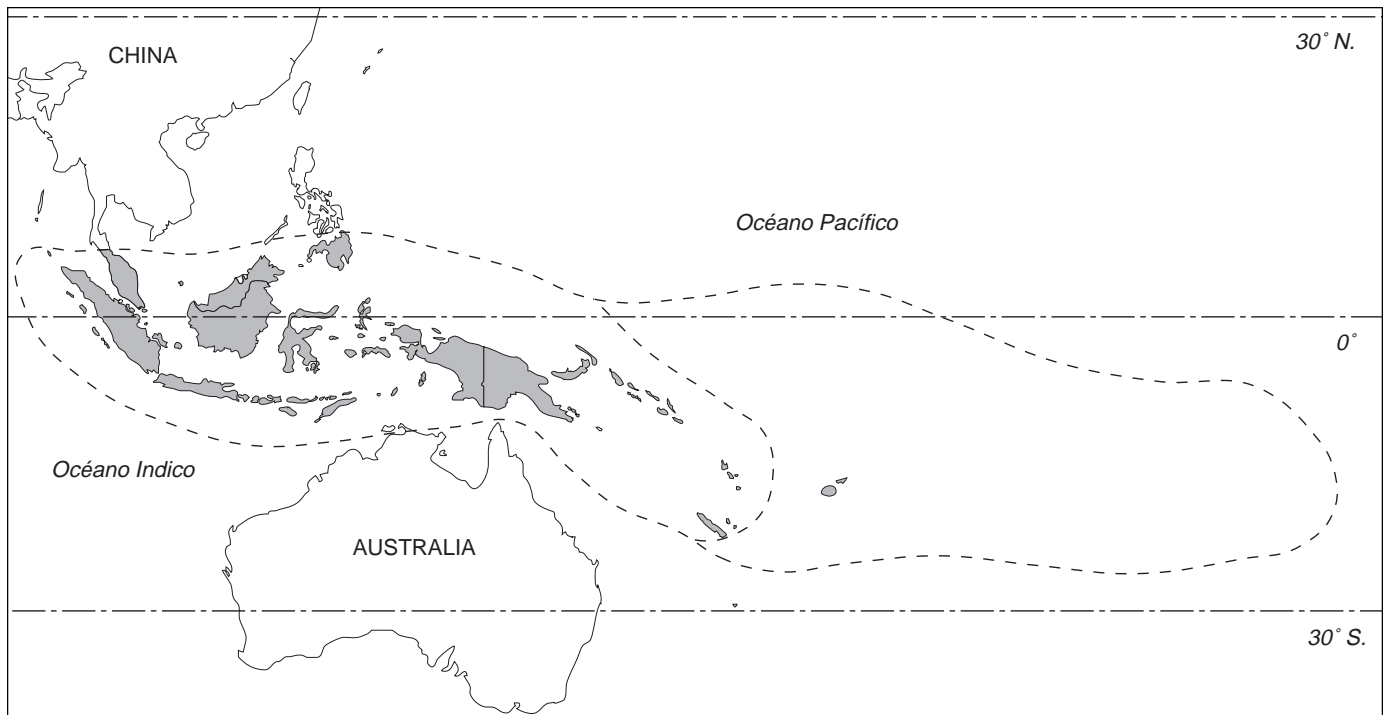 30° N.
CHINA
Océano Pacífico
0°
Océano Indico
AUSTRALIA
30° S.